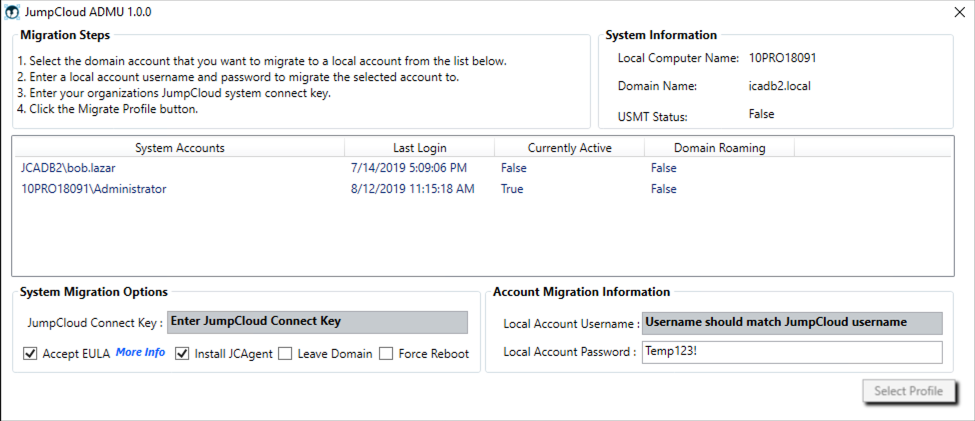 JumpCloud ADMU 1.0.0
Migration Steps
1. Select the domain account that you want to migrate to a local account from the list below.
2. Enter a local account username and password to migrate the selected account to.
3. Enter your organizations JumpCloud system connect key.
4. Click the Migrate Profile button.
System Information
Local Computer Name: 10PRO18091
Domain Name: icadb2.local
USMT Status: False
System Accounts Last Login Currently Active Domain Roaming
JCADB2\bob.lazar 7/14/2019 5:09:06 PM False False
10PRO18091\Administrator 8/12/2019 11:15:18 AM True False
System Migration Options
JumpCloud Connect Key : Enter JumpCloud Connect Key
Accept EULA More Info Install JCAgent Leave Domain Force Reboot
Account Migration Information
Local Account Username : Username should match JumpCloud username
Local Account Password : Temp123!
Select Profile